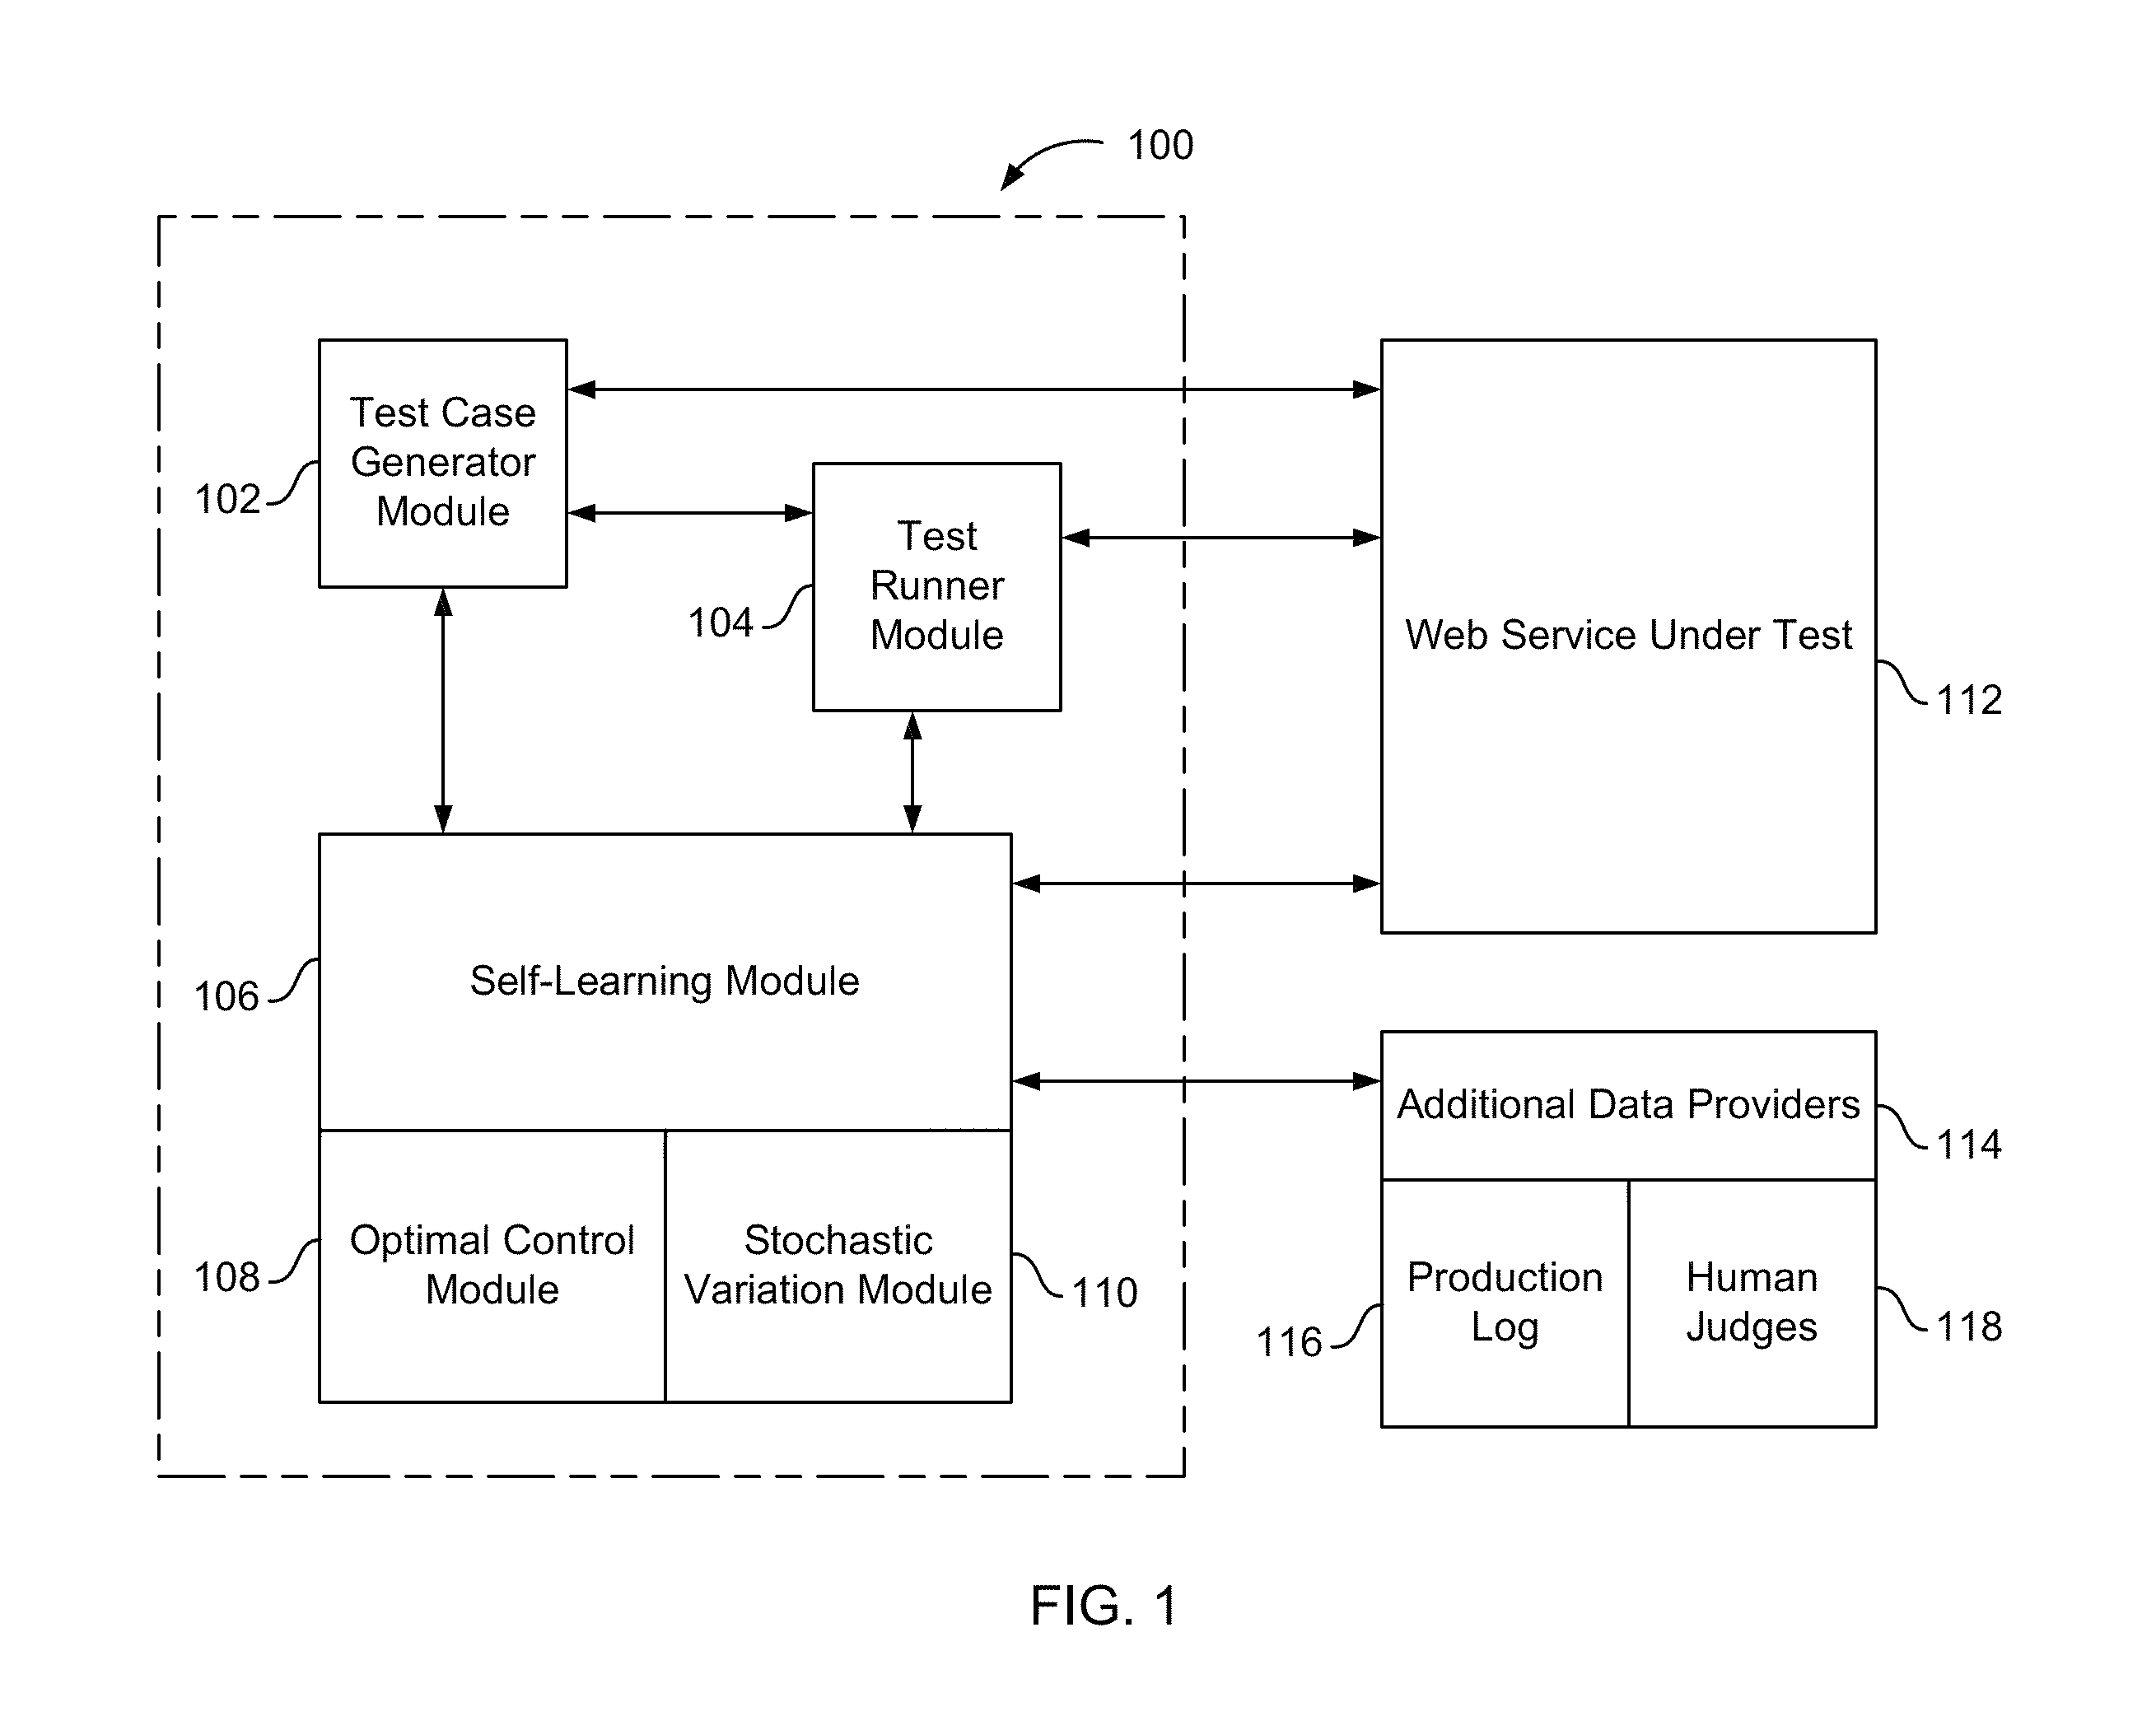 100
Test Case
Generator
Module
102
Test
Runner
Module
104
Web Service Under Test
112
Self-Learning Module
106
Additional Data Providers
114
Optimal Control
Module
108
Stochastic
Variation Module
110
Production
Log
116
Human
Judges
118
FIG. 1